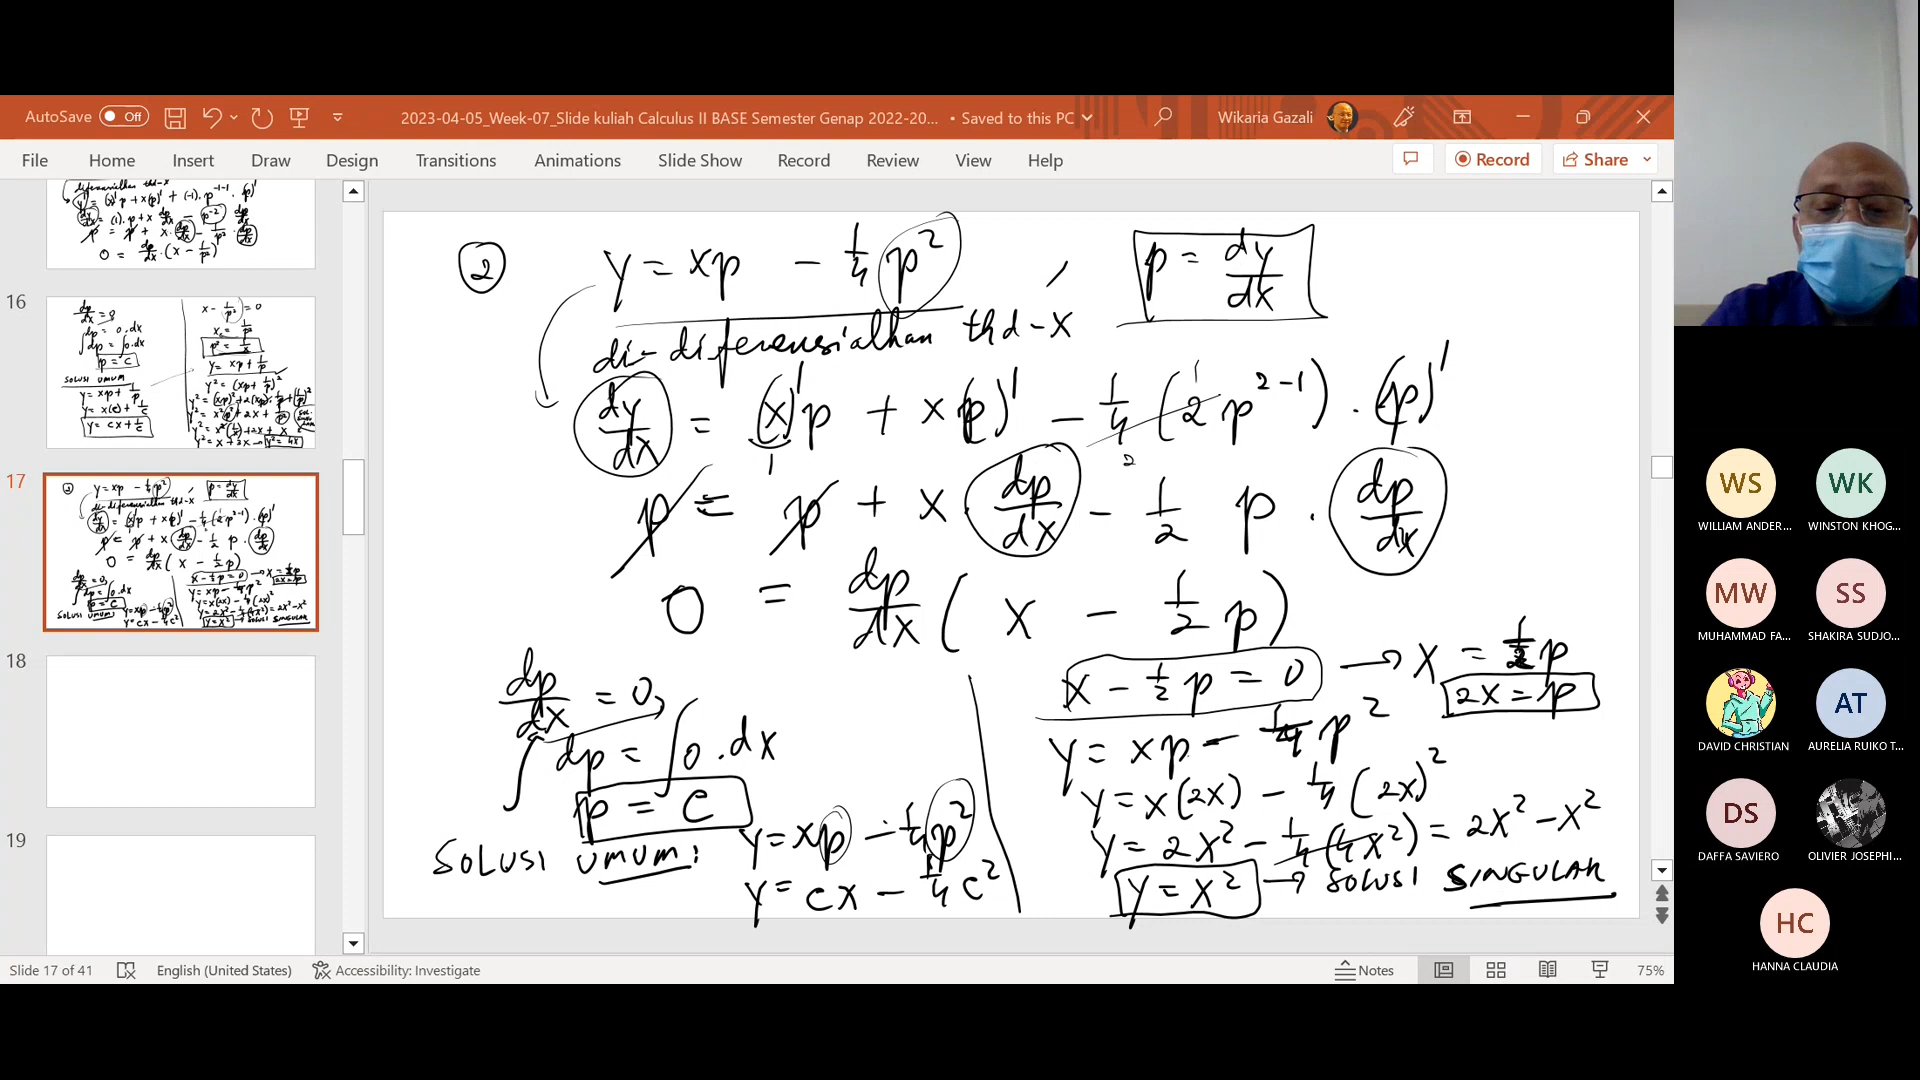 AutoSave Off
2023-04-05_Week-07_Slide kuliah Calculus II BASE Semester Genap 2022-20... • Saved to this PC
Wikaria Gazali
File Home Insert Draw Design Transitions Animations Slide Show Record Review View Help
Record Share
16
17
18
19
② y = xp - 1/4 p² , p = dy/dx
di-diferensialkan thd-x
dy/dx = (x)'p + x(p)' - 1/4 (2p²⁻¹) . (p)'
1 1 2
p = p + x . dp/dx - 1/2 p . dp/dx
0 = dp/dx ( x - 1/2 p )
dp/dx = 0
∫ dp = ∫ 0 . dx
p = c
SOLUSI UMUM:
y = xp - 1/4 p²
y = cx - 1/4 c²
x - 1/2 p = 0 → x = 1/2 p
2x = p
y = xp - 1/4 p²
y = x(2x) - 1/4 (2x)²
y = 2x² - 1/4 (4x²) = 2x² - x²
y = x² → SOLUSI SINGULAR
Slide 17 of 41 English (United States) Accessibility: Investigate Notes 75%
WS WK
WILLIAM ANDER... WINSTON KHOG...
MW SS
MUHAMMAD FA... SHAKIRA SUDJO...
AT
DAVID CHRISTIAN AURELIA RUIKO T...
DS
DAFFA SAVIERO OLIVIER JOSEPHI...
HC
HANNA CLAUDIA